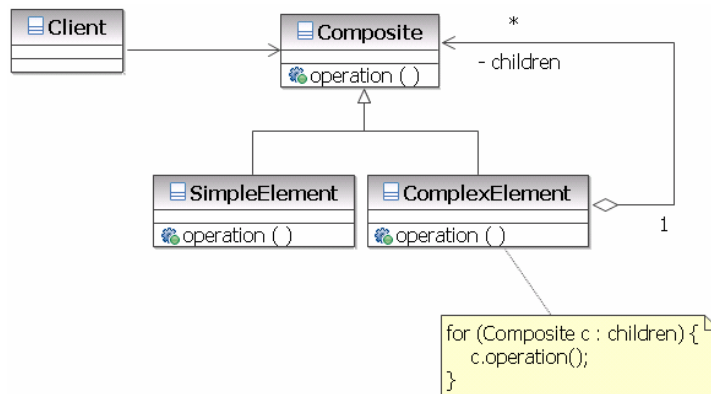 Client
Composite
operation ( )
*
- children
SimpleElement
operation ( )
ComplexElement
operation ( )
1
for (Composite c : children) {
c.operation();
}